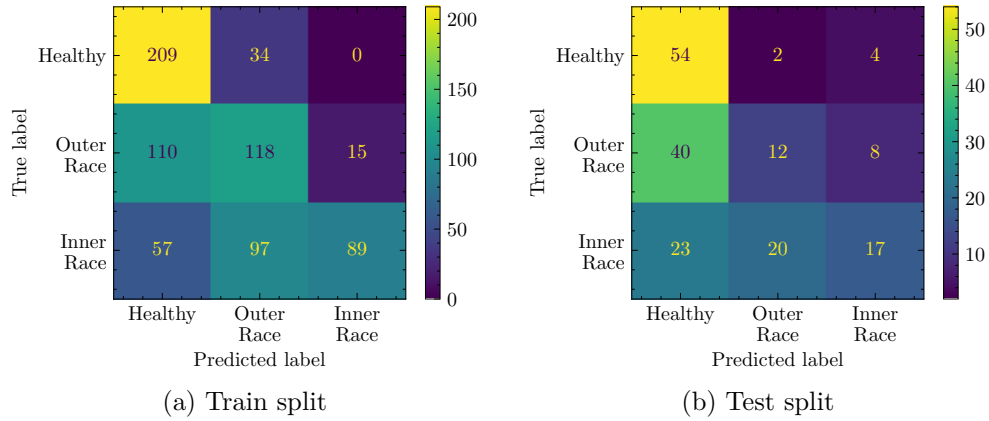 Healthy 209 34 0
Outer Race 110 118 15
Inner Race 57 97 89
True label
Healthy Outer Race Inner Race
Predicted label
0 50 100 150 200
(a) Train split
Healthy 54 2 4
Outer Race 40 12 8
Inner Race 23 20 17
True label
Healthy Outer Race Inner Race
Predicted label
10 20 30 40 50
(b) Test split